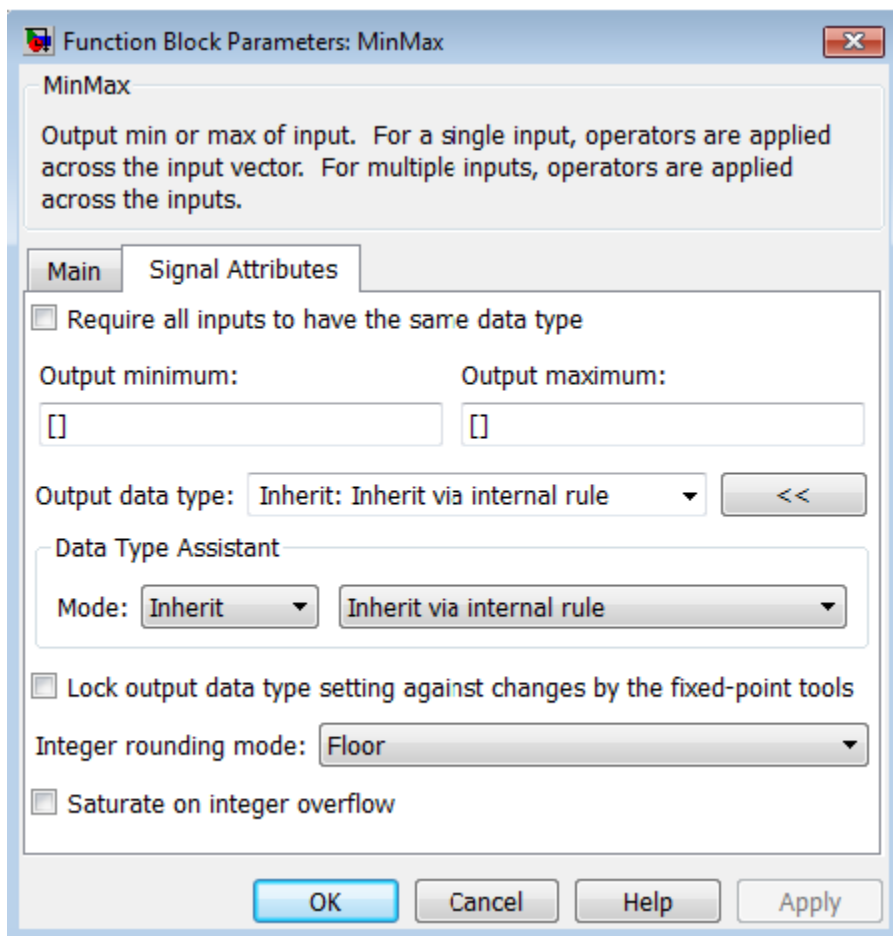 Function Block Parameters: MinMax
MinMax
Output min or max of input.  For a single input, operators are applied
across the input vector.  For multiple inputs, operators are applied
across the inputs.
Main Signal Attributes
Require all inputs to have the same data type
Output minimum: Output maximum:
[] []
Output data type: Inherit: Inherit via internal rule <<
Data Type Assistant
Mode: Inherit Inherit via internal rule
Lock output data type setting against changes by the fixed-point tools
Integer rounding mode: Floor
Saturate on integer overflow
OK Cancel Help Apply